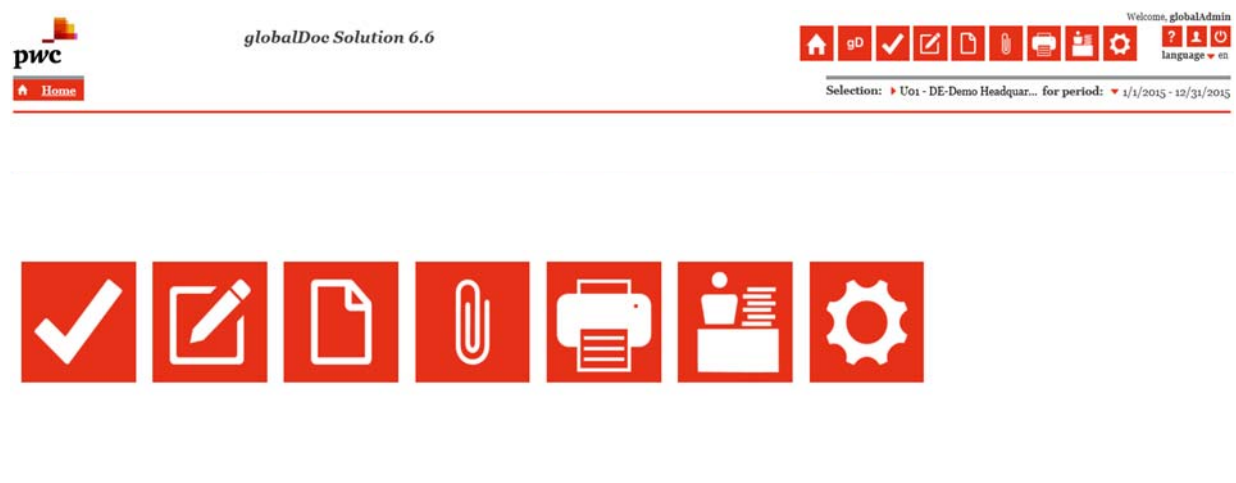 pwc
globalDoc Solution 6.6
Welcome, globalAdmin
gD
?
language en
Home
Selection: U01 - DE-Demo Headquar... for period: 1/1/2015 - 12/31/2015